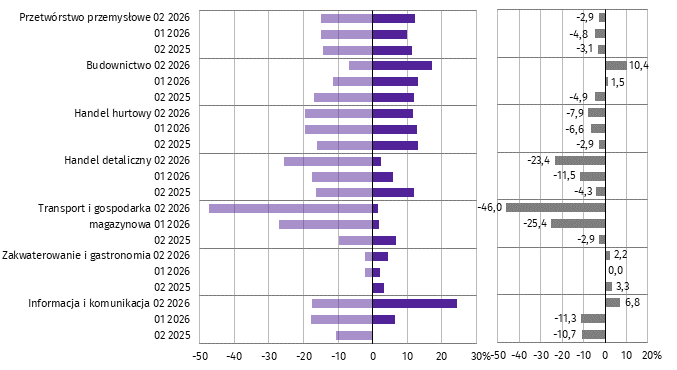 Przetwórstwo przemysłowe 02 2026 -2,9
01 2026 -4,8
02 2025 -3,1
Budownictwo 02 2026 10,4
01 2026 1,5
02 2025 -4,9
Handel hurtowy 02 2026 -7,9
01 2026 -6,6
02 2025 -2,9
Handel detaliczny 02 2026 -23,4
01 2026 -11,5
02 2025 -4,3
Transport i gospodarka 02 2026 -46,0
magazynowa 01 2026 -25,4
02 2025 -2,9
Zakwaterowanie i gastronomia 02 2026 2,2
01 2026 0,0
02 2025 3,3
Informacja i komunikacja 02 2026 6,8
01 2026 -11,3
02 2025 -10,7
-50 -40 -30 -20 -10 0 10 20 30% -50 -40 -30 -20 -10 0 10 20%